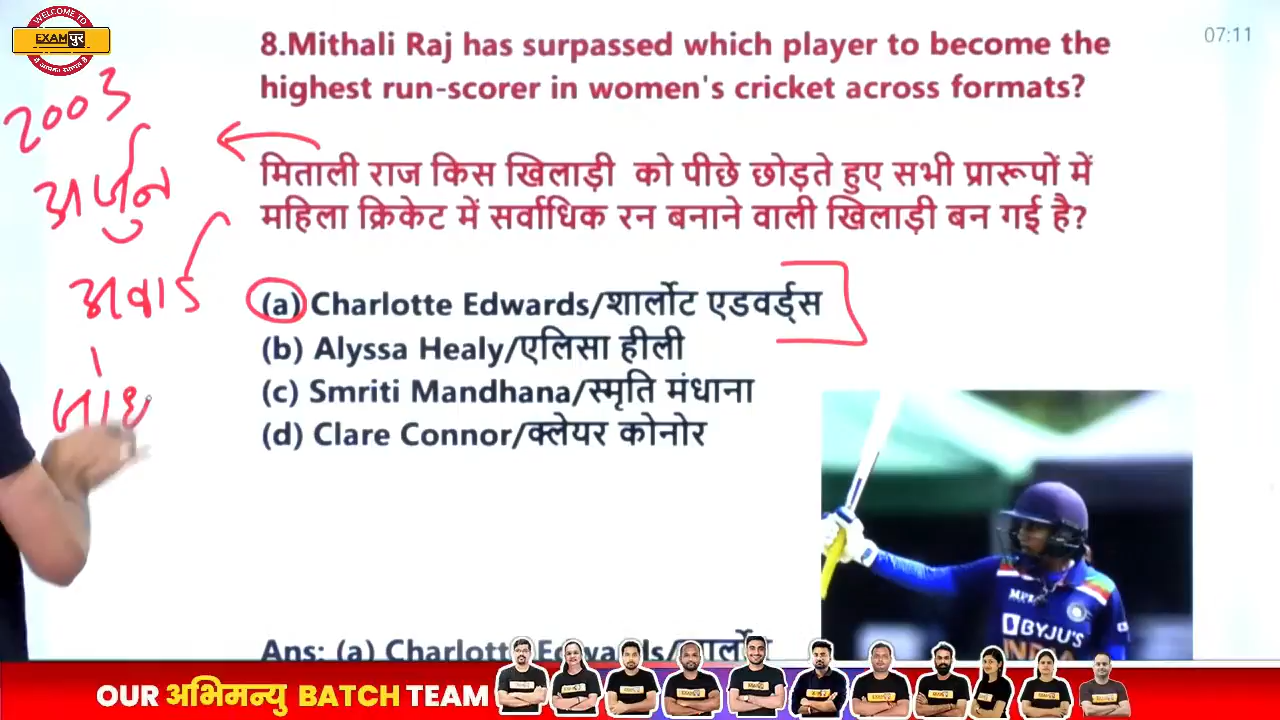 WELCOME TO
EXAMपुर
07:11
8.Mithali Raj has surpassed which player to become the
highest run-scorer in women's cricket across formats?
मिताली राज किस खिलाड़ी को पीछे छोड़ते हुए सभी प्रारूपों में
महिला क्रिकेट में सर्वाधिक रन बनाने वाली खिलाड़ी बन गई है?
2003
अर्जुन
अवार्ड
(a) Charlotte Edwards/शार्लोट एडवर्ड्स
(b) Alyssa Healy/एलिसा हीली
(c) Smriti Mandhana/स्मृति मंधाना
(d) Clare Connor/क्लेयर कोनोर
MPL
BYJU'S
INDIA
Ans: (a) Charlotte Edwards/शार्लोट
OUR अभिमन्यु BATCH TEAM